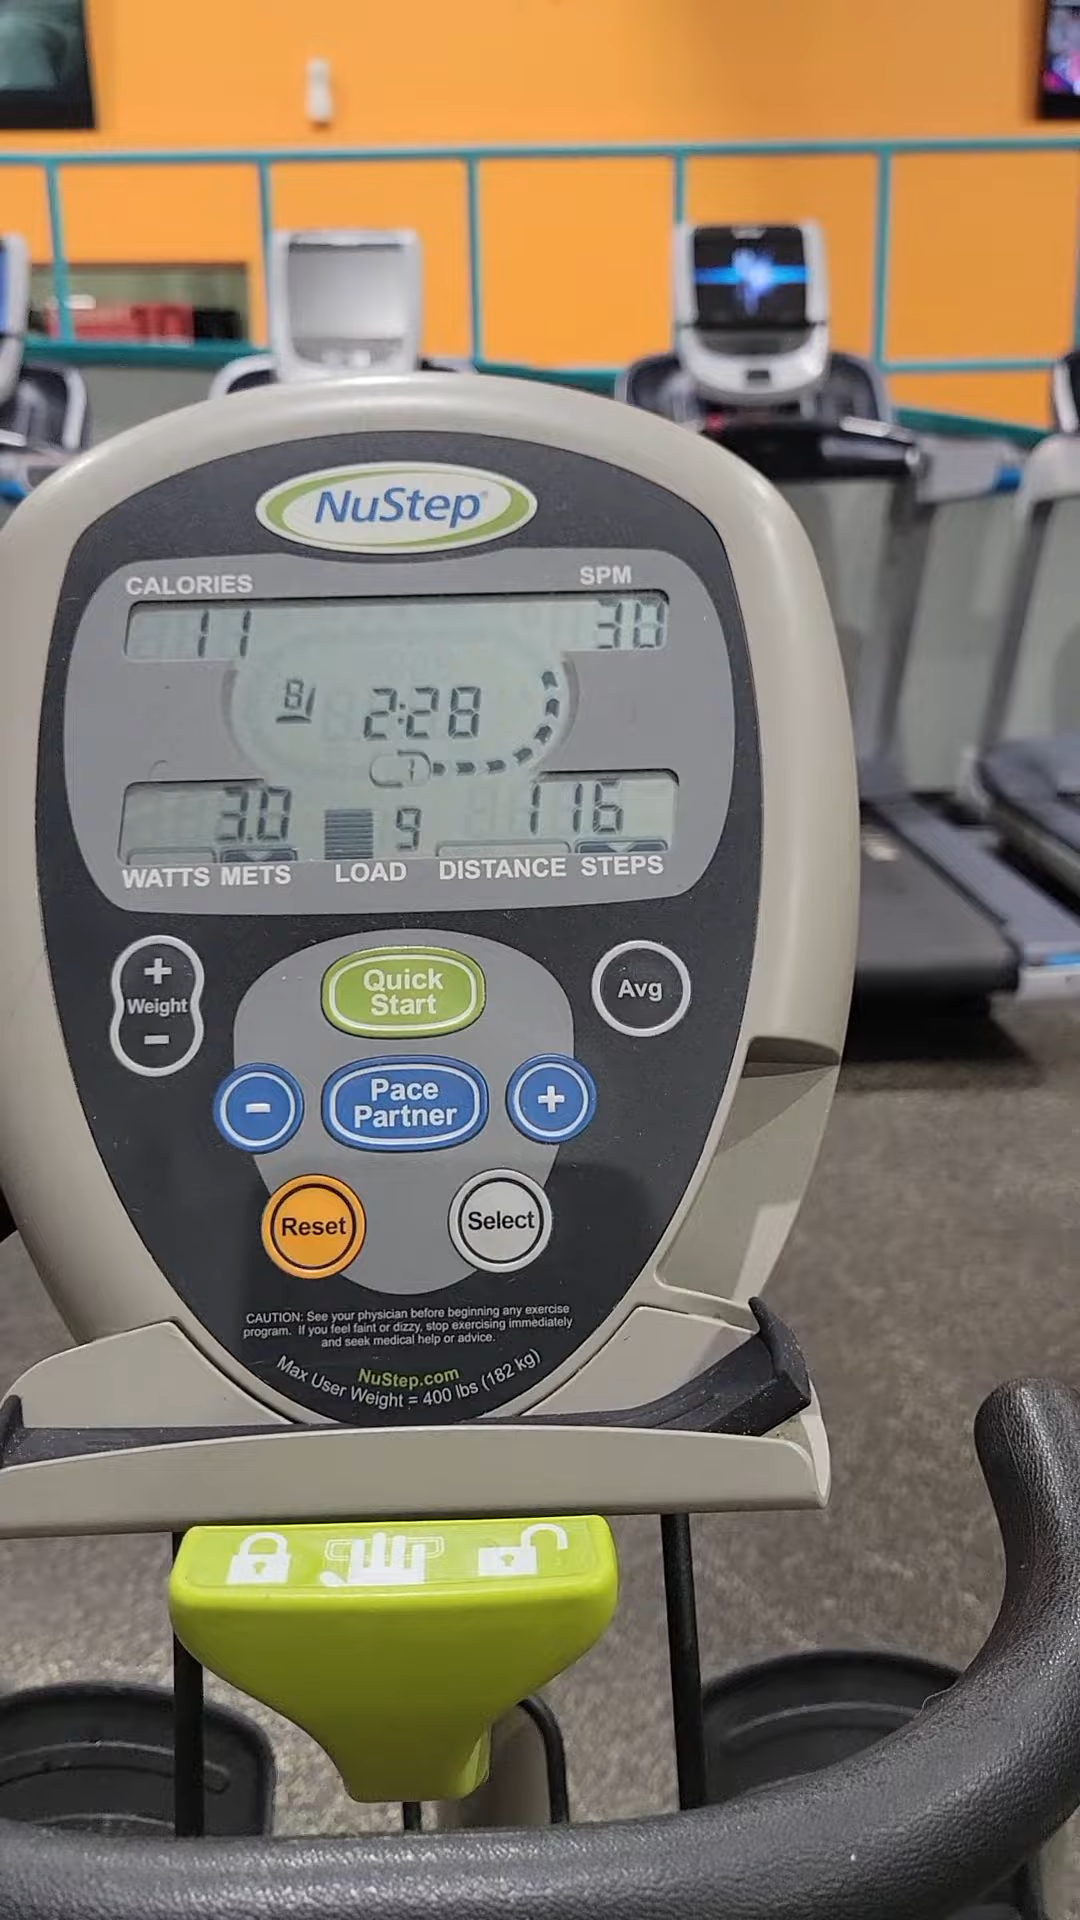 NuStep®
CALORIES SPM
11
2:28
3.0 9 116
WATTS METS LOAD DISTANCE STEPS
+
Weight
−
Quick
Start
Avg
-
Pace
Partner
+
Reset
Select
CAUTION: See your physician before beginning any exercise
program. If you feel faint or dizzy, stop exercising immediately
and seek medical help or advice.
NuStep.com
Max User Weight = 400 lbs (182 kg)